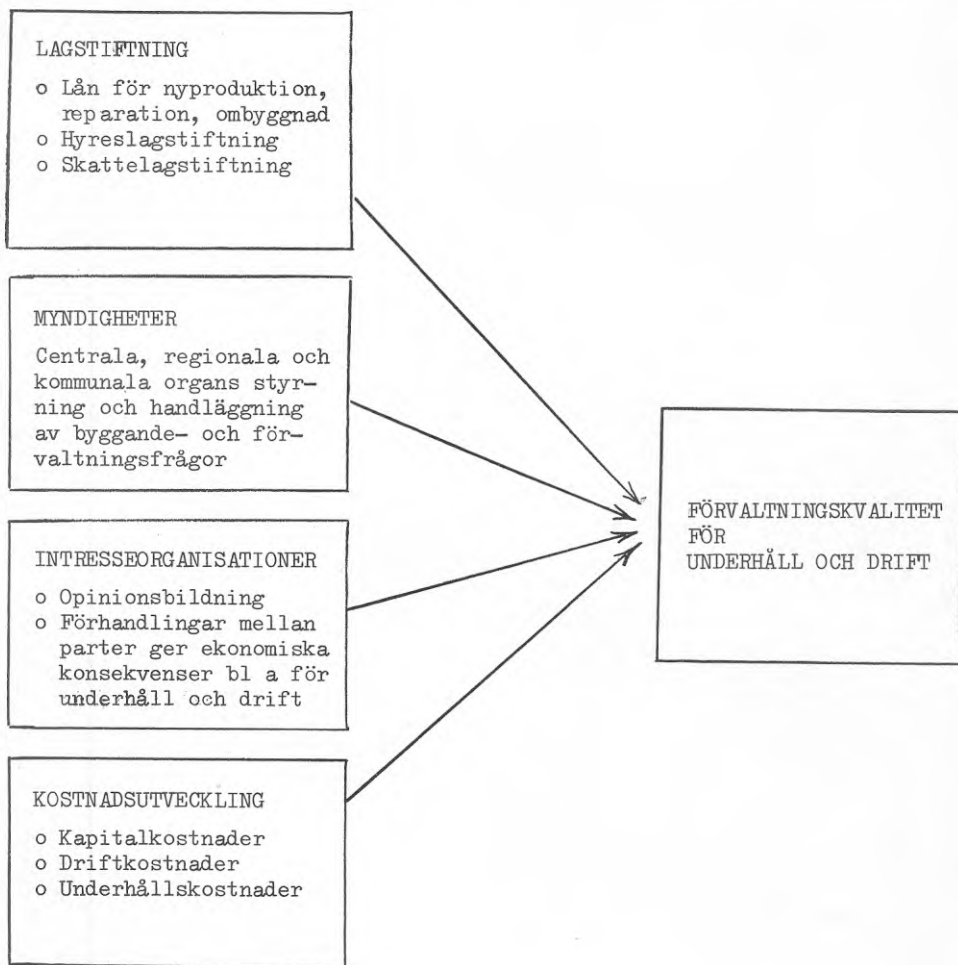 LAGSTIFTNING
o Lån för nyproduktion,
reparation, ombyggnad
o Hyreslagstiftning
o Skattelagstiftning
MYNDIGHETER
Centrala, regionala och
kommunala organs styr-
ning och handläggning
av byggande- och för-
valtningsfrågor
INTRESSEORGANISATIONER
o Opinionsbildning
o Förhandlingar mellan
parter ger ekonomiska
konsekvenser bl a för
underhåll och drift
KOSTNADSUTVECKLING
o Kapitalkostnader
o Driftkostnader
o Underhållskostnader
FÖRVALTNINGSKVALITET
FÖR
UNDERHÅLL OCH DRIFT